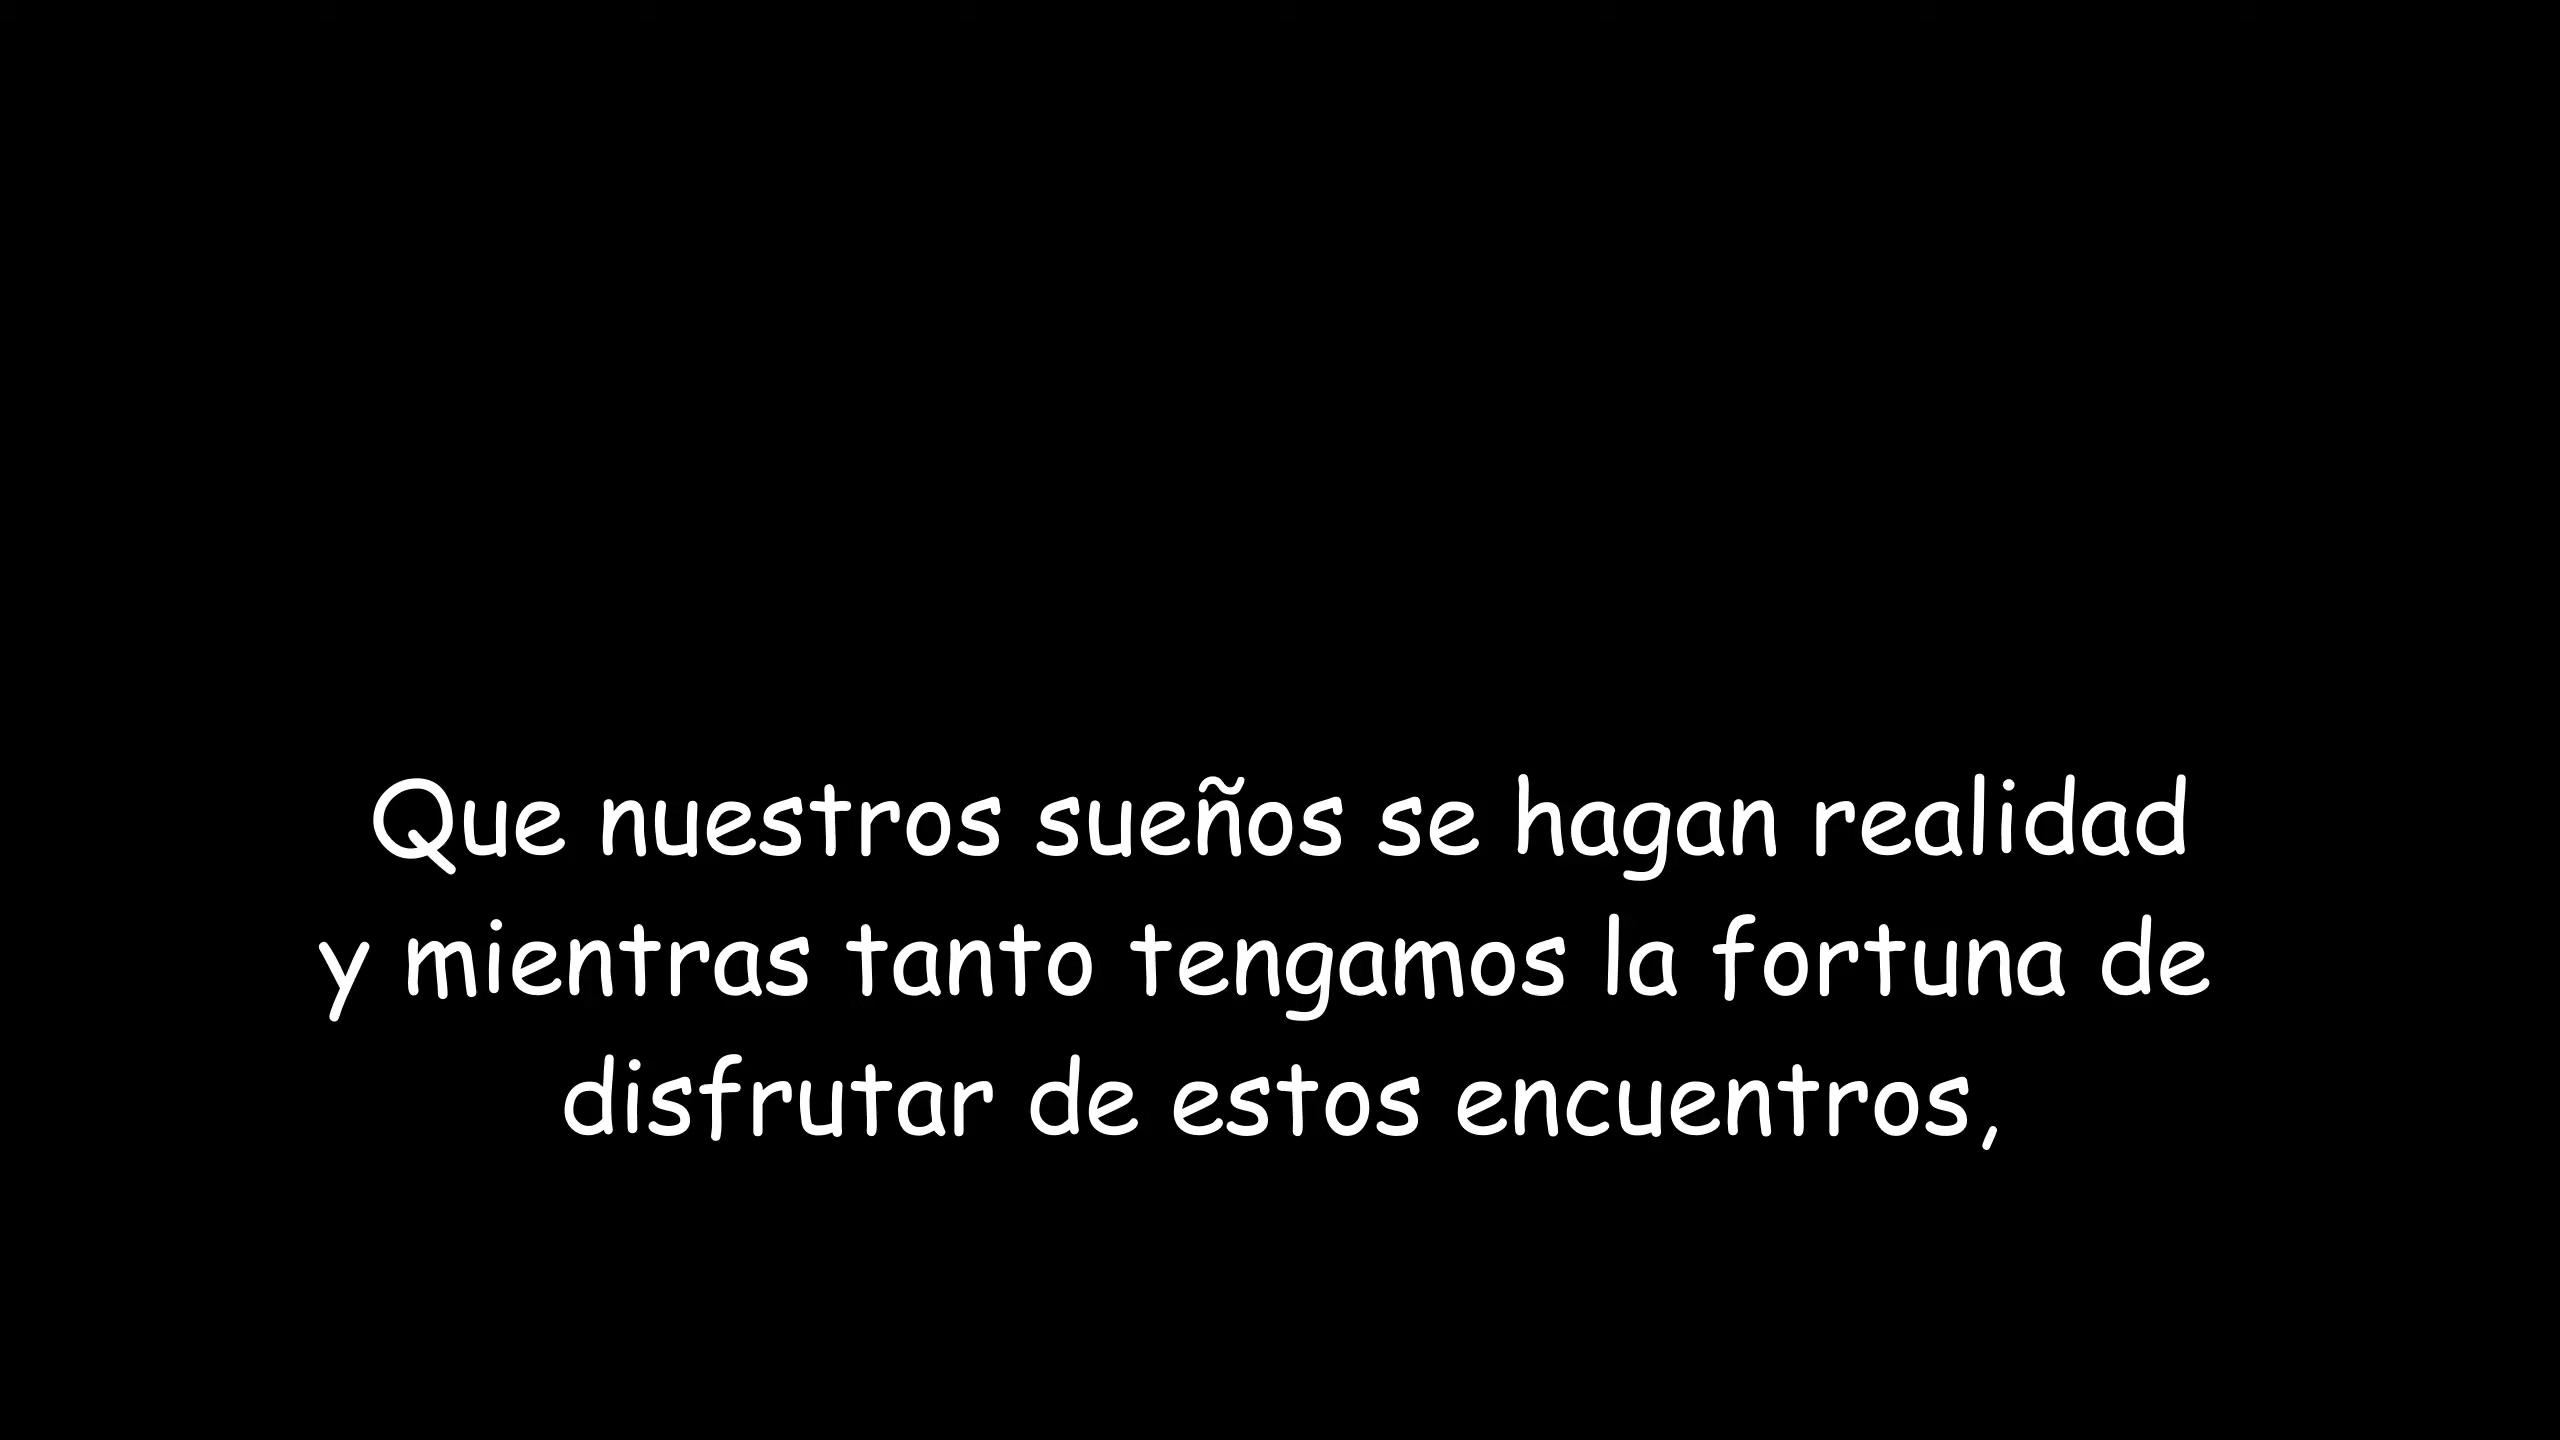 Que nuestros sueños se hagan realidad
y mientras tanto tengamos la fortuna de
disfrutar de estos encuentros,